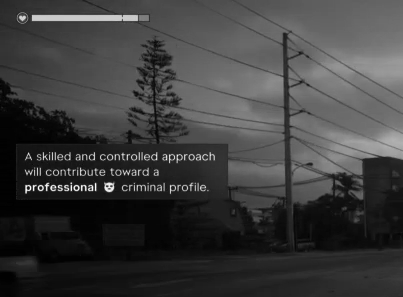 A skilled and controlled approach
will contribute toward a
professional criminal profile.